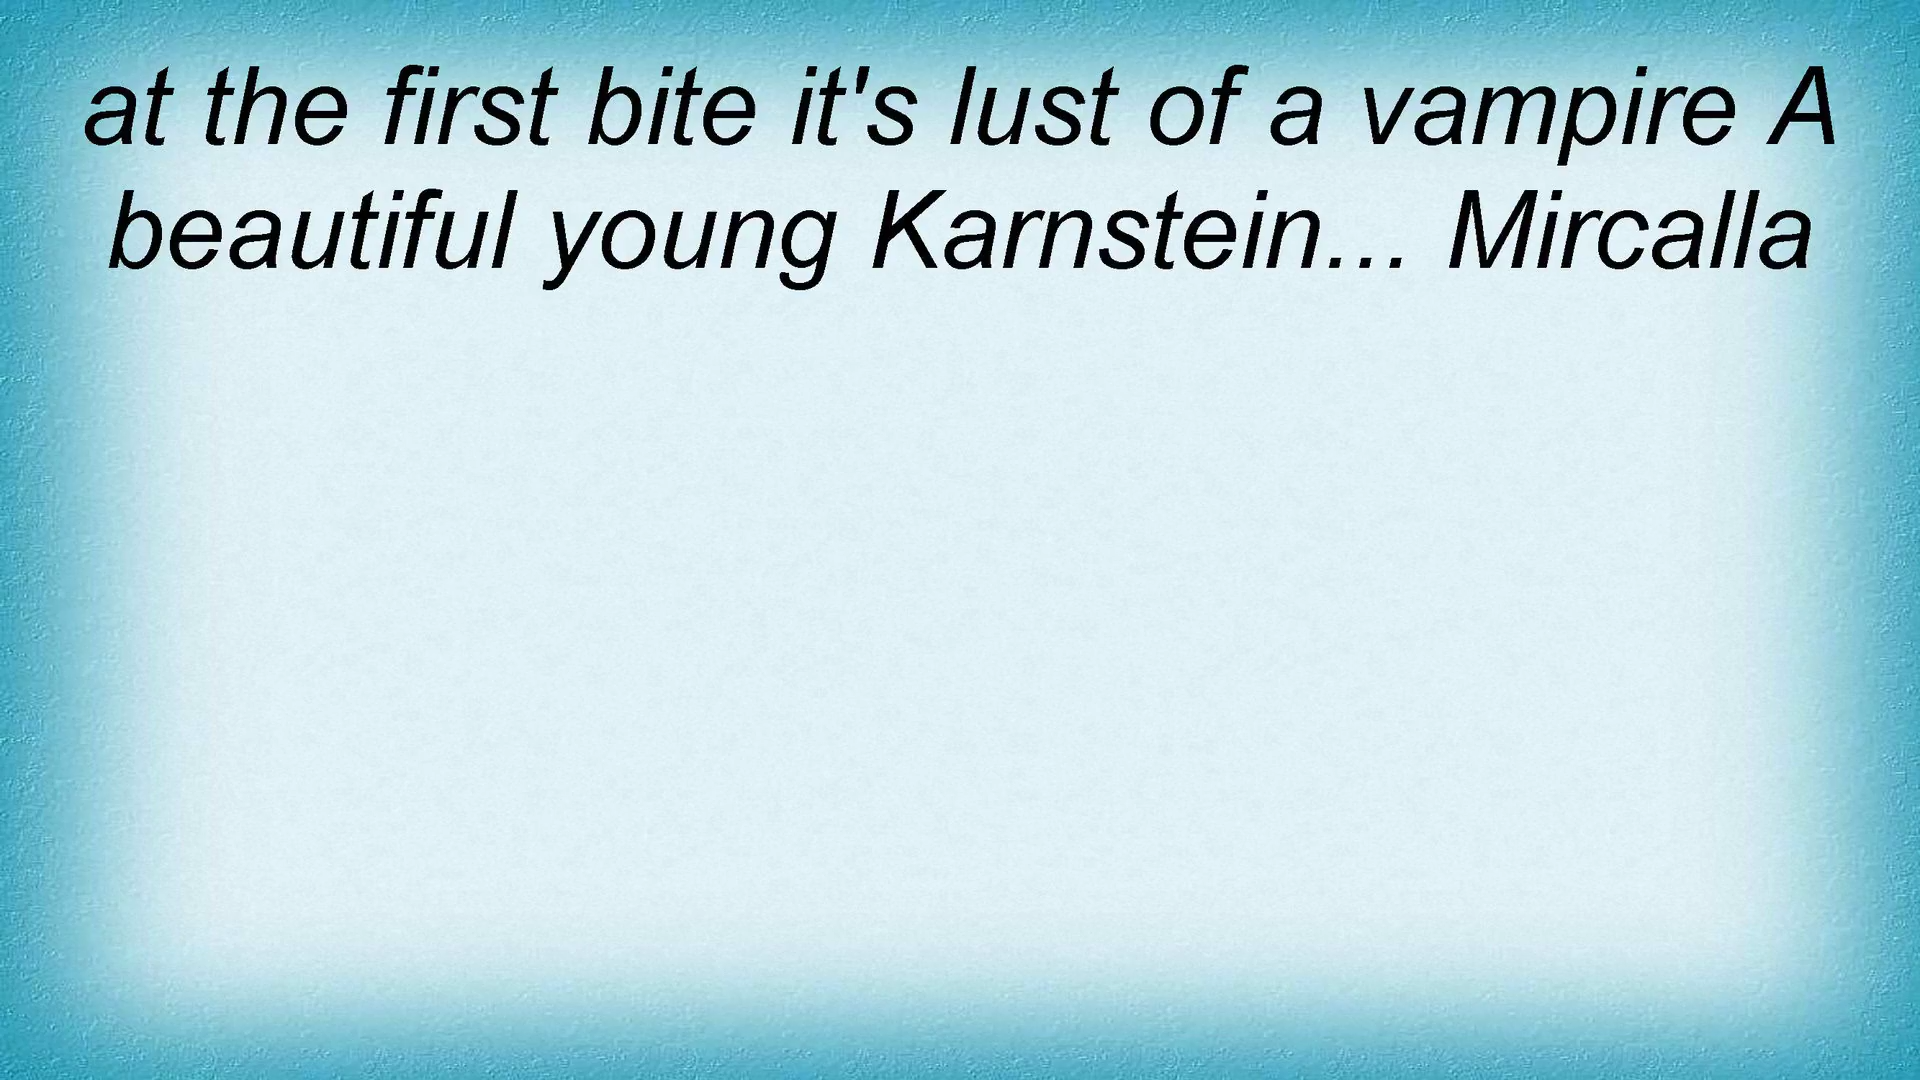 at the first bite it's lust of a vampire A
beautiful young Karnstein... Mircalla